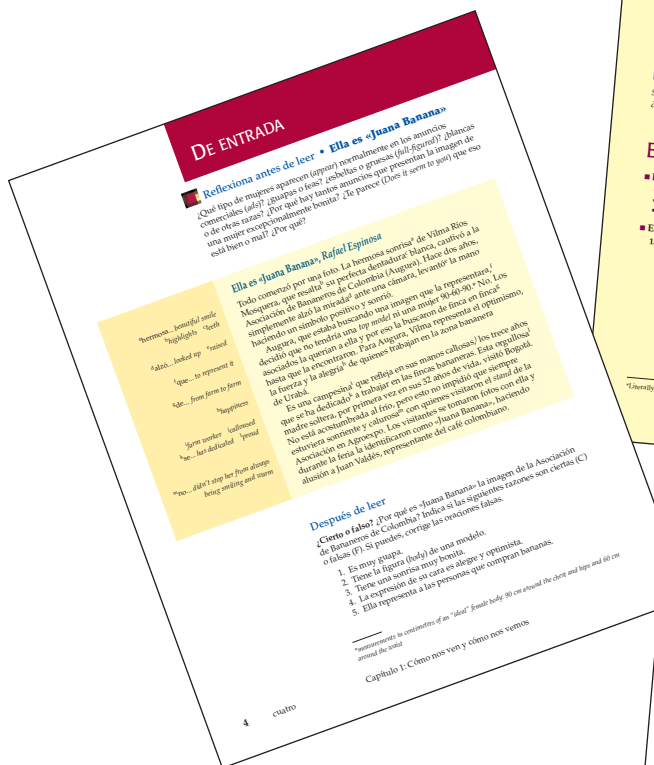 DE ENTRADA
Reflexiona antes de leer • Ella es «Juana Banana»
¿Qué tipo de mujeres aparecen (appear) normalmente en los anuncios
comerciales (ads)? ¿guapas o feas? ¿esbeltas o gruesas (full-figured)? ¿blancas
o de otras razas? ¿Por qué hay tantos anuncios que presentan la imagen de
una mujer excepcionalmente bonita? ¿Te parece (Does it seem to you) que eso
está bien o mal? ¿Por qué?
Ella es «Juana Banana», Rafael Espinosa
Todo comenzó por una foto. La hermosa sonrisa de Vilma Ríos
Mosquera, que resalta su perfecta dentadura blanca, cautivó a la
Asociación de Bananeros de Colombia (Augura). Hace dos años,
simplemente alzó la mirada ante una cámara, levantó la mano
haciendo un símbolo positivo y sonrió.
Augura, que estaba buscando una imagen que la representara,
decidió que no tendría una top model ni una mujer 90-60-90.* No. Los
asociados la querían a ella y por eso la buscaron de finca en finca
hasta que la encontraron. Para Augura, Vilma representa el optimismo,
la fuerza y la alegría de quienes trabajan en la zona bananera
de Urabá.
Es una campesina que refleja en sus manos callosas los trece años
que se ha dedicado a trabajar en las fincas bananeras. Esta orgullosa
madre soltera, por primera vez en sus 32 años de vida, visitó Bogotá.
No está acostumbrada al frío, pero esto no impidió que siempre
estuviera sonriente y calurosa con quienes visitaron el stand de la
Asociación en Agroexpo. Los visitantes se tomaron fotos con ella y
durante la feria la identificaron como «Juana Banana», haciendo
alusión a Juan Valdés, representante del café colombiano.
hermosa... beautiful smile
highlights teeth
alzó... looked up raised
que... to represent it
de... from farm to farm
happiness
farm worker calloused
se... has dedicated proud
no... didn't stop her from always
being smiling and warm
Después de leer
¿Cierto o falso? ¿Por qué es «Juana Banana» la imagen de la Asociación
de Bananeros de Colombia? Indica si las siguientes razones son ciertas (C)
o falsas (F). Si puedes, corrige las oraciones falsas.
1. Es muy guapa.
2. Tiene la figura (body) de una modelo.
3. Tiene una sonrisa muy bonita.
4. La expresión de su cara es alegre y optimista.
5. Ella representa a las personas que compran bananas.
*measurements in centimeters of an "ideal" female body: 90 cm around the chest and hips and 60 cm
around the waist
4 cuatro Capítulo 1: Cómo nos ven y cómo nos vemos
*Literally